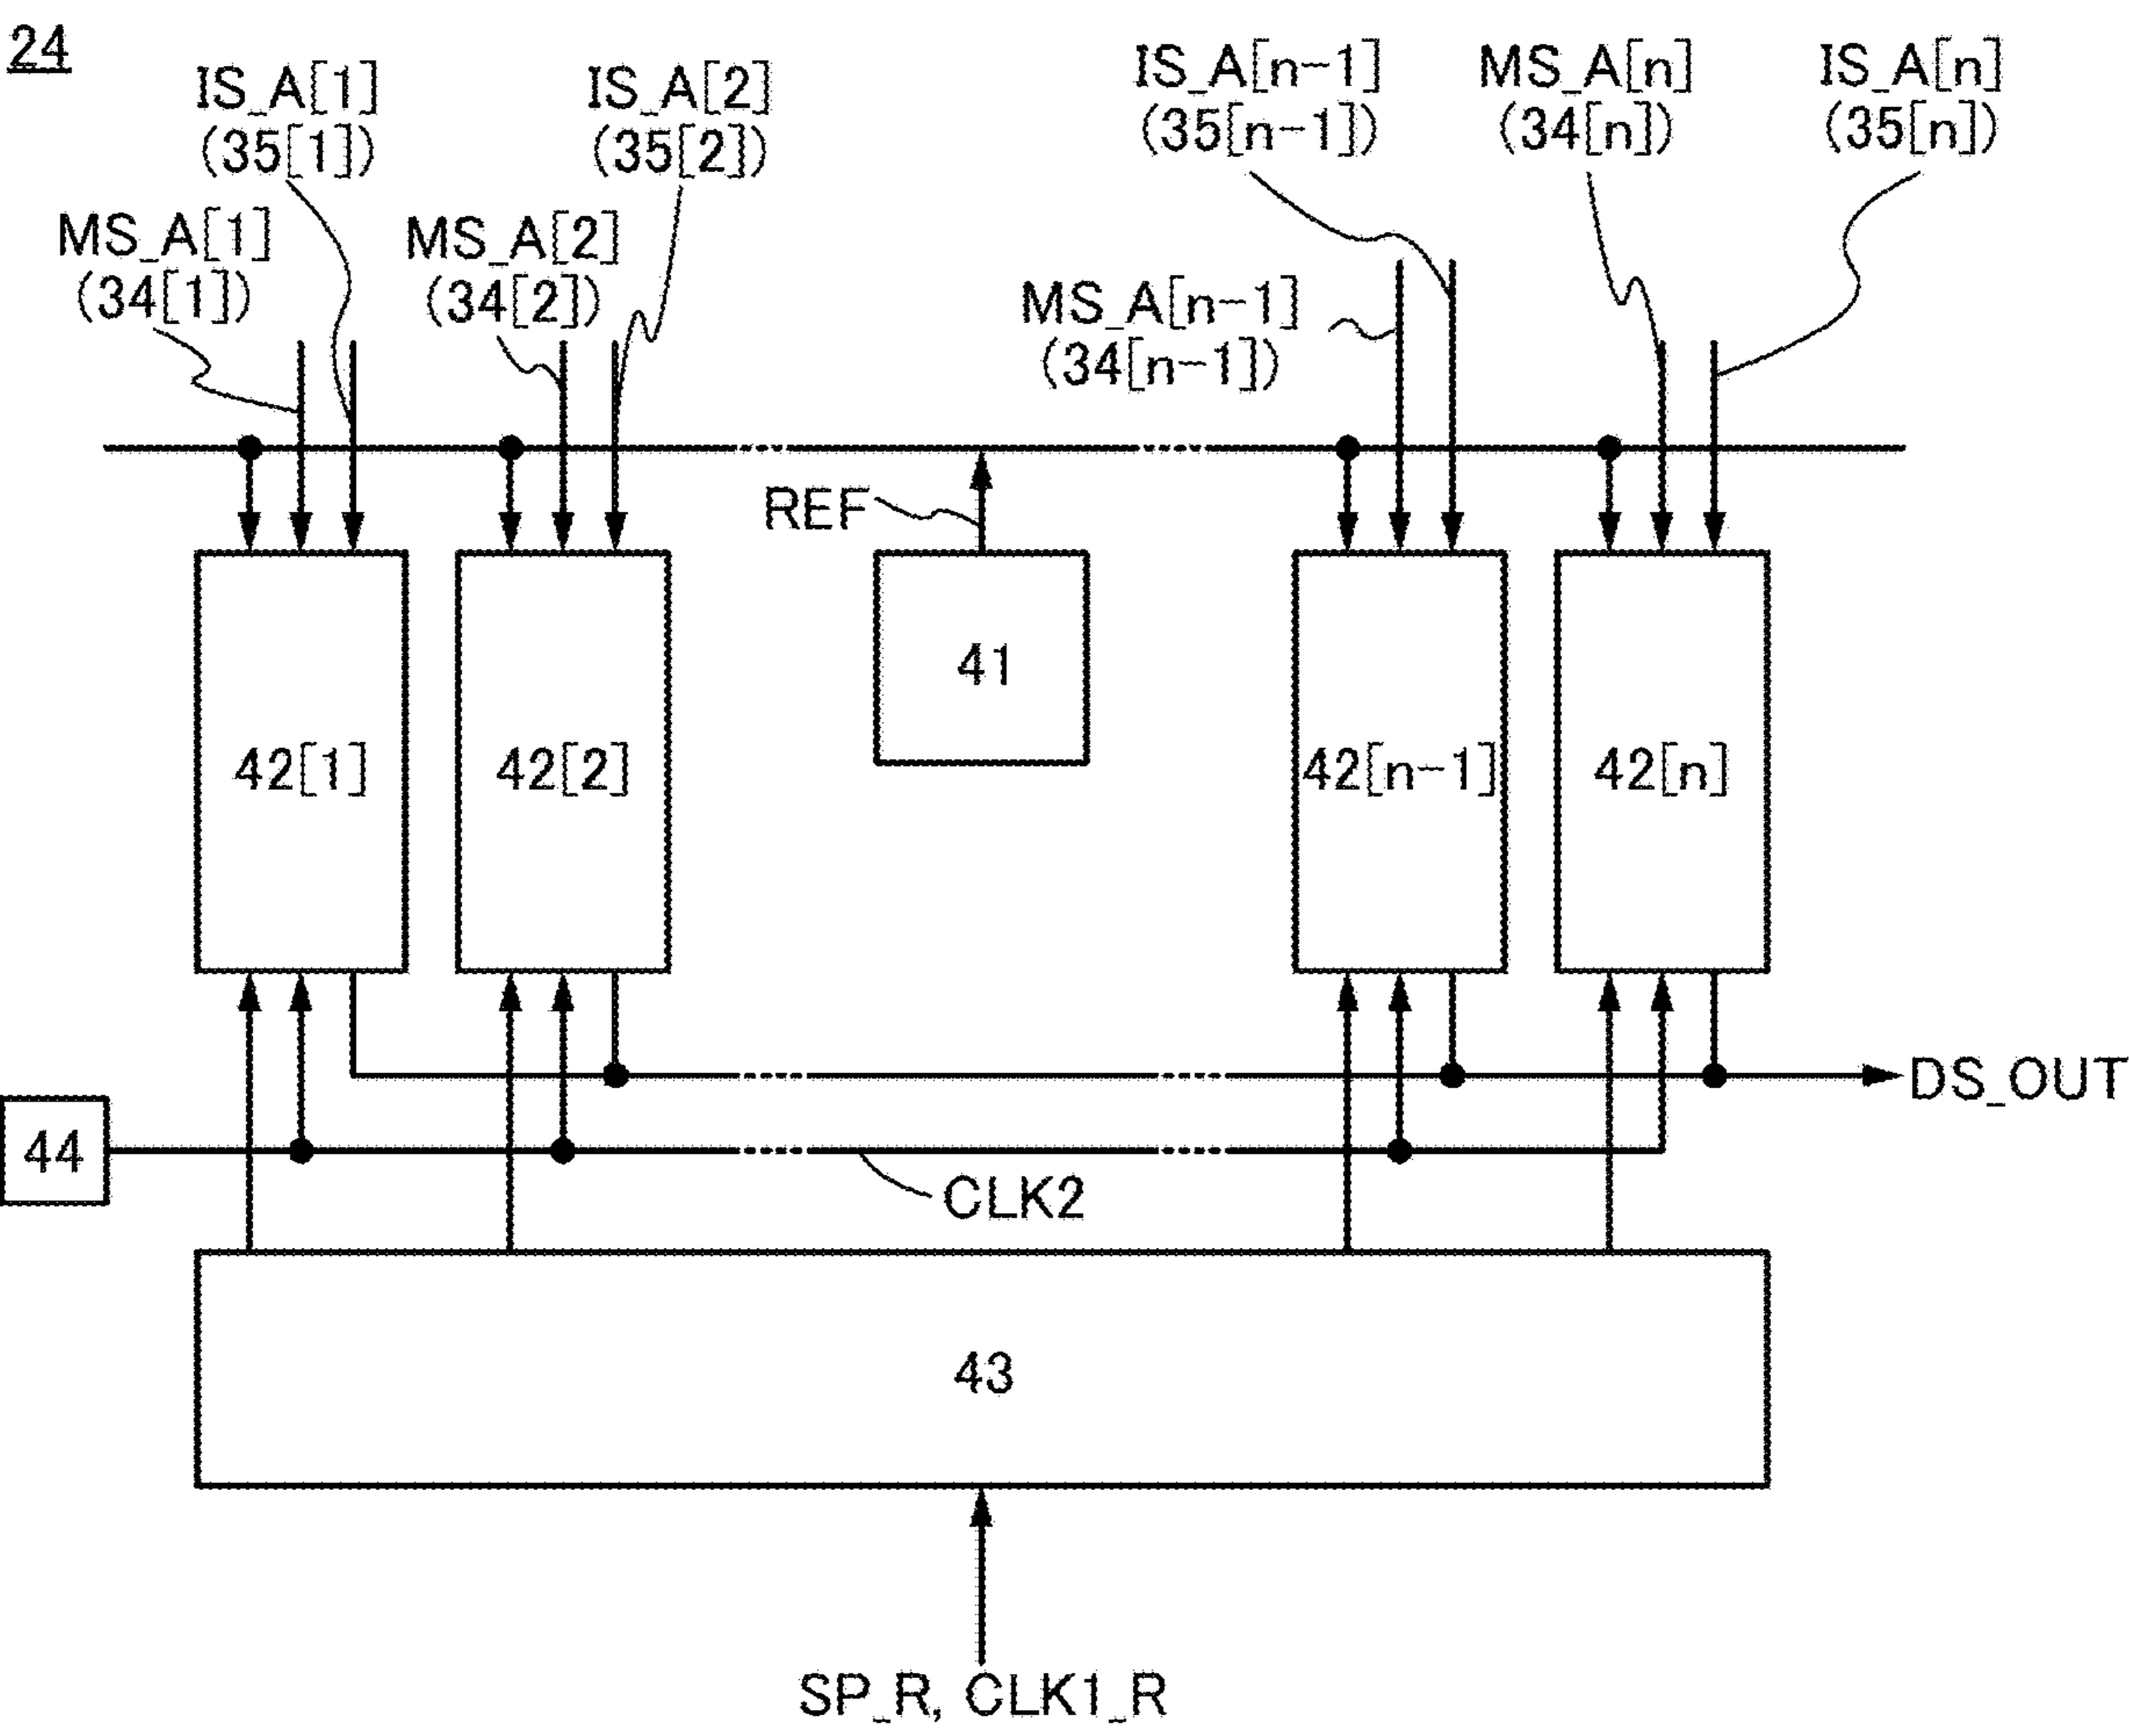 24
IS_A[1]
(35[1])
IS_A[2]
(35[2])
IS_A[n-1]
(35[n-1])
MS_A[n]
(34[n])
IS_A[n]
(35[n])
MS_A[1]
(34[1])
MS_A[2]
(34[2])
MS_A[n-1]
(34[n-1])
REF
41
42[1]
42[2]
42[n-1]
42[n]
DS_OUT
44
CLK2
43
SP_R, CLK1_R